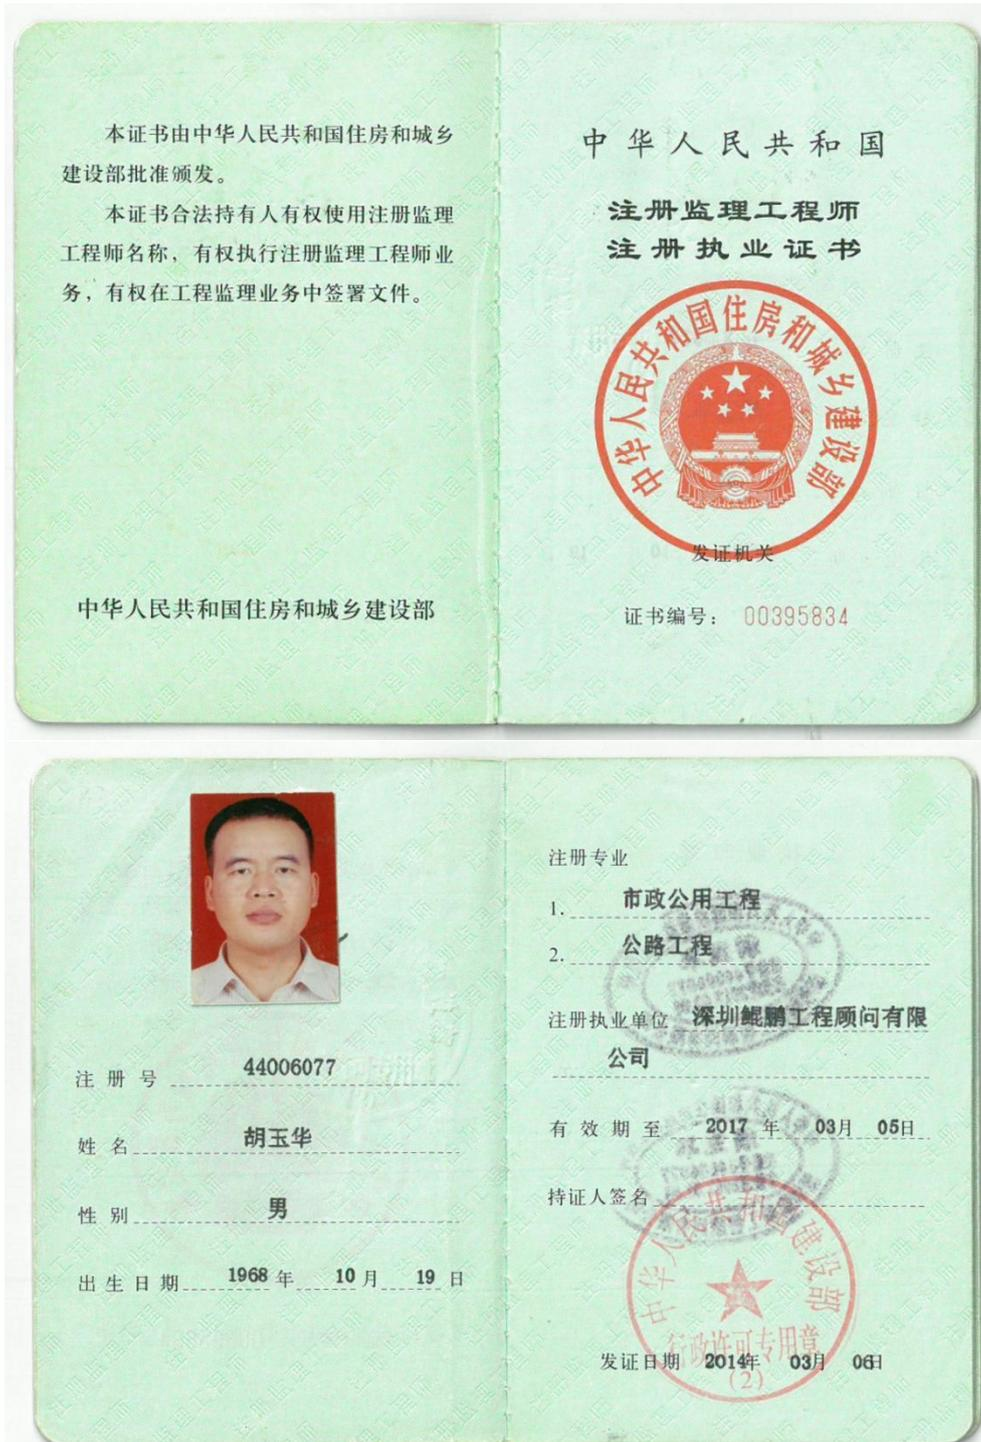 本证书由中华人民共和国住房和城乡
建设部批准颁发。
本证书合法持有人有权使用注册监理
工程师名称，有权执行注册监理工程师业
务，有权在工程监理业务中签署文件。
中华人民共和国住房和城乡建设部
中华人民共和国
注册监理工程师
注册执业证书
中华人民共和国住房和城乡建设部
发证机关
证书编号： 00395834
注册号 44006077
姓名 胡玉华
性别 男
出生日期 1968 年 10 月 19 日
注册专业
1. 市政公用工程
2. 公路工程
注册执业单位 深圳鲲鹏工程顾问有限
公司
有效期至 2017 年 03月 05日
持证人签名
中华人民共和国建设部
行政许可专用章
(2)
发证日期 2014年 03月 06日